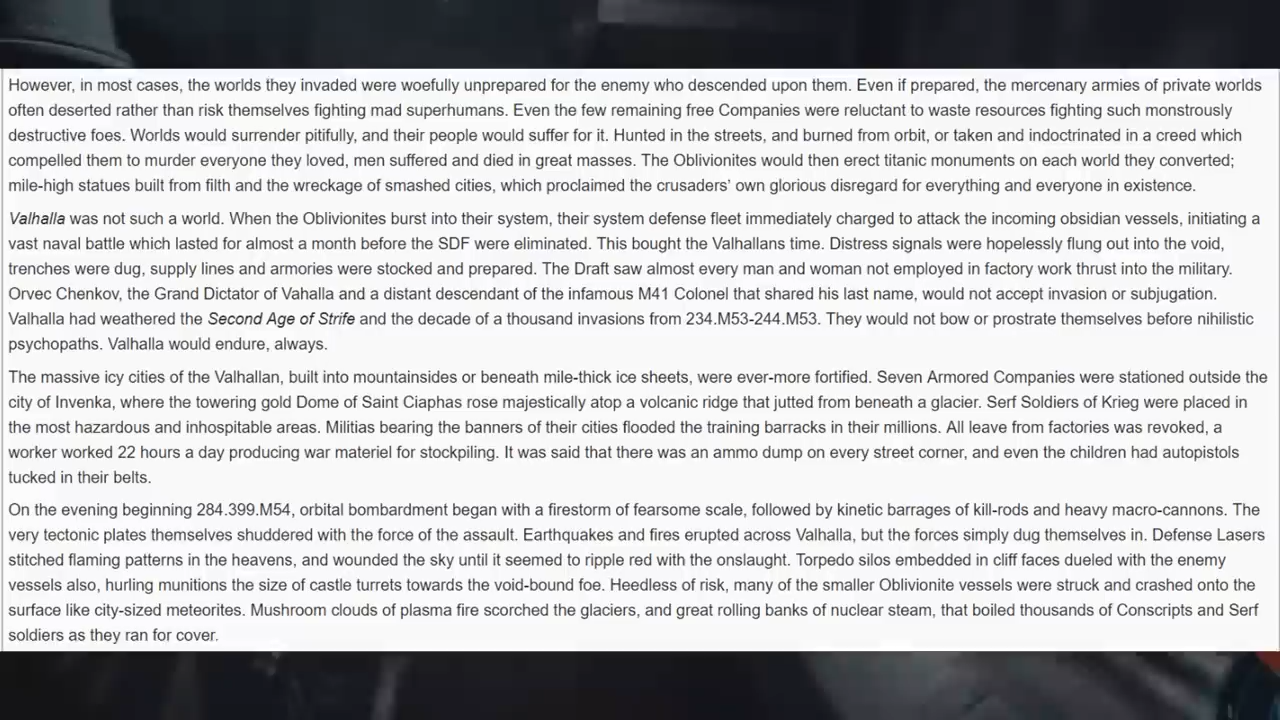 However, in most cases, the worlds they invaded were woefully unprepared for the enemy who descended upon them. Even if prepared, the mercenary armies of private worlds
often deserted rather than risk themselves fighting mad superhumans. Even the few remaining free Companies were reluctant to waste resources fighting such monstrously
destructive foes. Worlds would surrender pitifully, and their people would suffer for it. Hunted in the streets, and burned from orbit, or taken and indoctrinated in a creed which
compelled them to murder everyone they loved, men suffered and died in great masses. The Oblivionites would then erect titanic monuments on each world they converted;
mile-high statues built from filth and the wreckage of smashed cities, which proclaimed the crusaders' own glorious disregard for everything and everyone in existence.
Valhalla was not such a world. When the Oblivionites burst into their system, their system defense fleet immediately charged to attack the incoming obsidian vessels, initiating a
vast naval battle which lasted for almost a month before the SDF were eliminated. This bought the Valhallans time. Distress signals were hopelessly flung out into the void,
trenches were dug, supply lines and armories were stocked and prepared. The Draft saw almost every man and woman not employed in factory work thrust into the military.
Orvec Chenkov, the Grand Dictator of Vahalla and a distant descendant of the infamous M41 Colonel that shared his last name, would not accept invasion or subjugation.
Valhalla had weathered the Second Age of Strife and the decade of a thousand invasions from 234.M53-244.M53. They would not bow or prostrate themselves before nihilistic
psychopaths. Valhalla would endure, always.
The massive icy cities of the Valhallan, built into mountainsides or beneath mile-thick ice sheets, were ever-more fortified. Seven Armored Companies were stationed outside the
city of Invenka, where the towering gold Dome of Saint Ciaphas rose majestically atop a volcanic ridge that jutted from beneath a glacier. Serf Soldiers of Krieg were placed in
the most hazardous and inhospitable areas. Militias bearing the banners of their cities flooded the training barracks in their millions. All leave from factories was revoked, a
worker worked 22 hours a day producing war materiel for stockpiling. It was said that there was an ammo dump on every street corner, and even the children had autopistols
tucked in their belts.
On the evening beginning 284.399.M54, orbital bombardment began with a firestorm of fearsome scale, followed by kinetic barrages of kill-rods and heavy macro-cannons. The
very tectonic plates themselves shuddered with the force of the assault. Earthquakes and fires erupted across Valhalla, but the forces simply dug themselves in. Defense Lasers
stitched flaming patterns in the heavens, and wounded the sky until it seemed to ripple red with the onslaught. Torpedo silos embedded in cliff faces dueled with the enemy
vessels also, hurling munitions the size of castle turrets towards the void-bound foe. Heedless of risk, many of the smaller Oblivionite vessels were struck and crashed onto the
surface like city-sized meteorites. Mushroom clouds of plasma fire scorched the glaciers, and great rolling banks of nuclear steam, that boiled thousands of Conscripts and Serf
soldiers as they ran for cover.